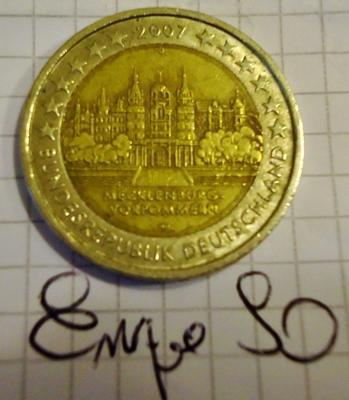 2007
MECKLENBURG-
VORPOMMERN
BUNDESREPUBLIK DEUTSCHLAND